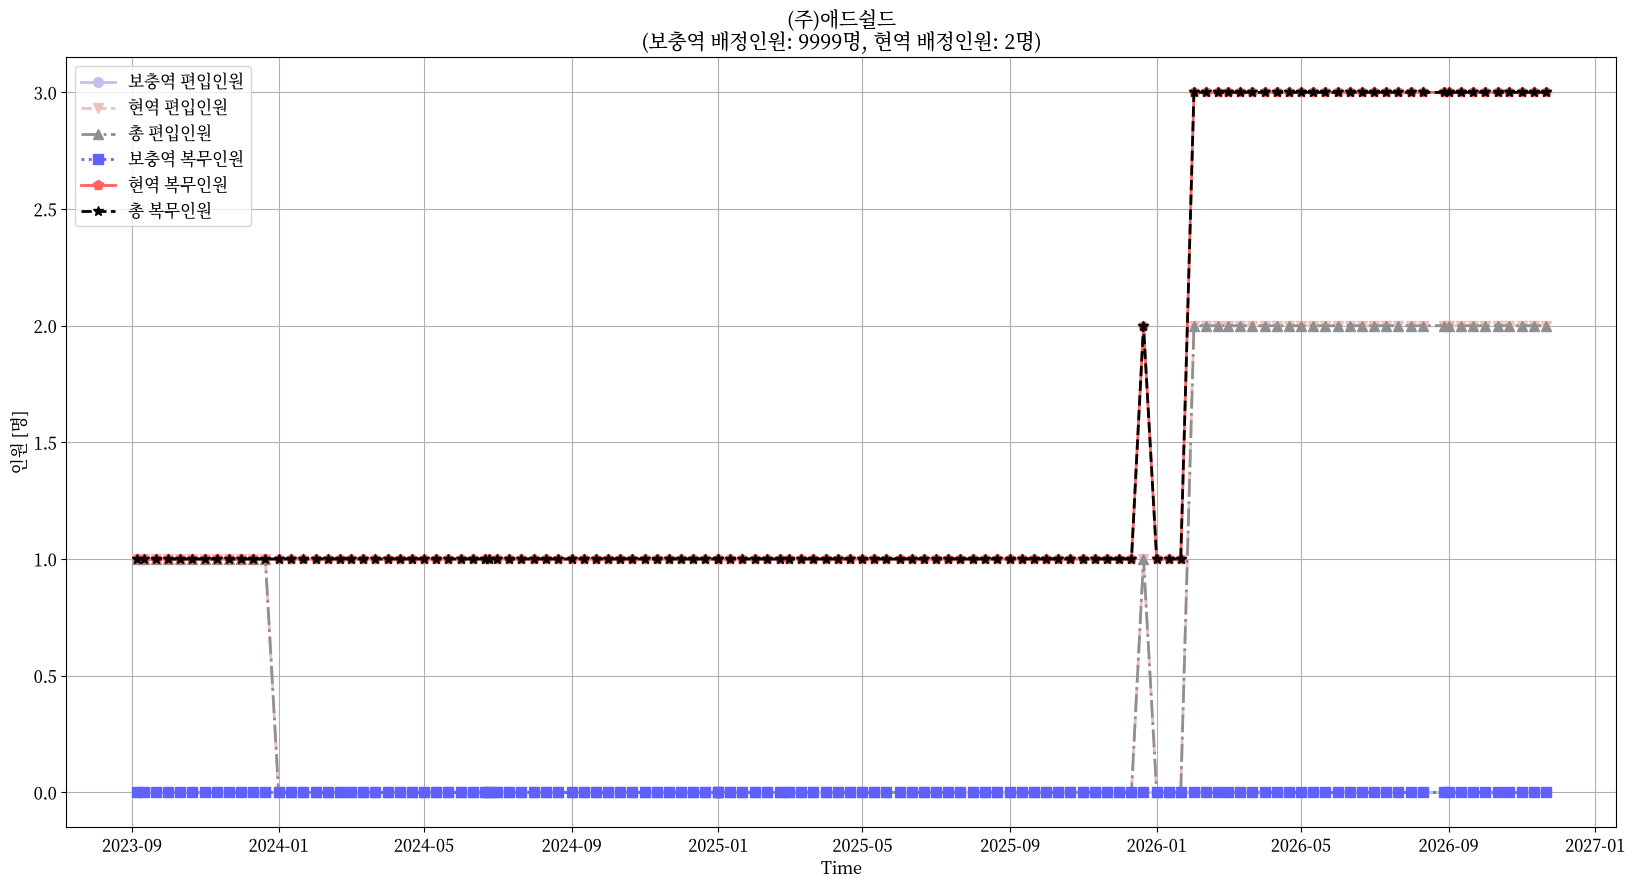 (주)애드쉴드
(보충역 배정인원: 9999명, 현역 배정인원: 2명)
보충역 편입인원
현역 편입인원
총 편입인원
보충역 복무인원
현역 복무인원
총 복무인원
인원 [명]
3.0
2.5
2.0
1.5
1.0
0.5
0.0
2023-09 2024-01 2024-05 2024-09 2025-01 2025-05 2025-09 2026-01 2026-05 2026-09 2027-01
Time